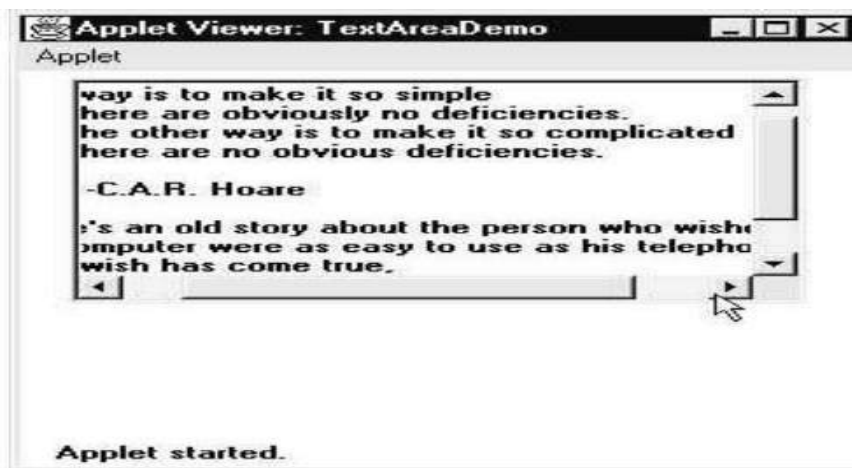 Applet Viewer: TextAreaDemo
Applet
way is to make it so simple
here are obviously no deficiencies.
he other way is to make it so complicated
here are no obvious deficiencies.
-C.A.R. Hoare
's an old story about the person who wishe
omputer were as easy to use as his telepho
wish has come true,
Applet started.